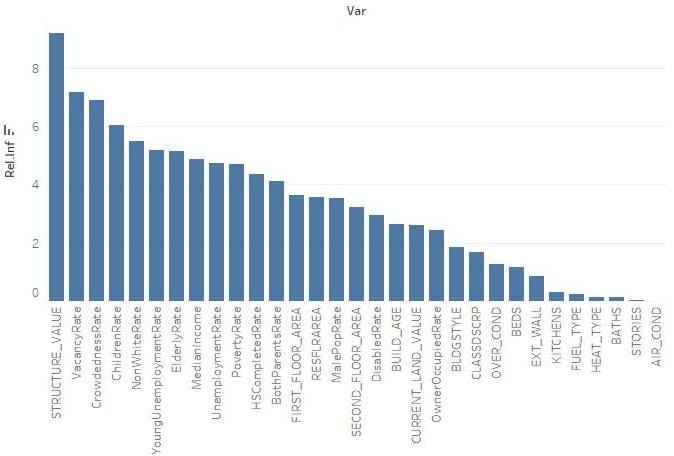 Var
Rel.Inf
8
6
4
2
0
STRUCTURE_VALUE
VacancyRate
CrowdednessRate
ChildrenRate
NonWhiteRate
YoungUnemploymentRate
ElderlyRate
MedianIncome
UnemploymentRate
PovertyRate
HSCompletedRate
BothParentsRate
FIRST_FLOOR_AREA
RESFLRAREA
MalePopRate
SECOND_FLOOR_AREA
DisabledRate
BUILD_AGE
CURRENT_LAND_VALUE
OwnerOccupiedRate
BLDGSTYLE
CLASSDSCRP
OVER_COND
BEDS
EXT_WALL
KITCHENS
FUEL_TYPE
HEAT_TYPE
BATHS
STORIES
AIR_COND